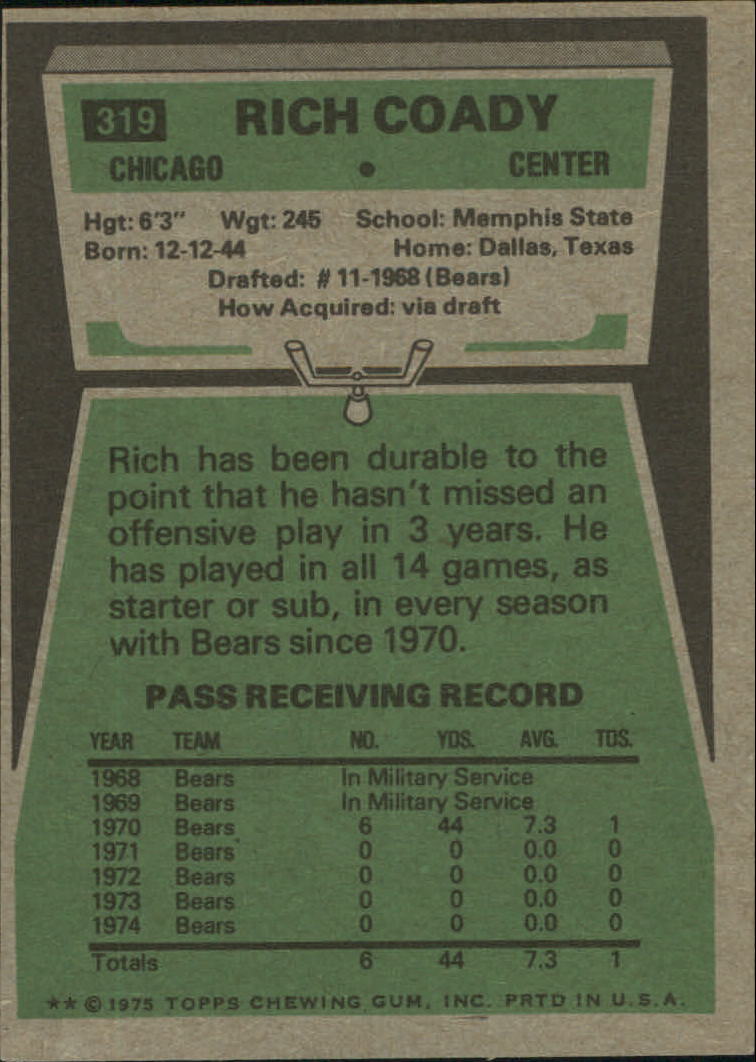 319 RICH COADY
CHICAGO • CENTER
Hgt: 6'3" Wgt: 245 School: Memphis State
Born: 12-12-44 Home: Dallas, Texas
Drafted: # 11-1968 (Bears)
How Acquired: via draft
Rich has been durable to the
point that he hasn't missed an
offensive play in 3 years. He
has played in all 14 games, as
starter or sub, in every season
with Bears since 1970.
PASS RECEIVING RECORD
YEAR TEAM NO. YDS. AVG. TDS.
1968 Bears In Military Service
1969 Bears In Military Service
1970 Bears 6 44 7.3 1
1971 Bears 0 0 0.0 0
1972 Bears 0 0 0.0 0
1973 Bears 0 0 0.0 0
1974 Bears 0 0 0.0 0
Totals 6 44 7.3 1
** © 1975 TOPPS CHEWING GUM, INC. PRTD IN U.S.A.